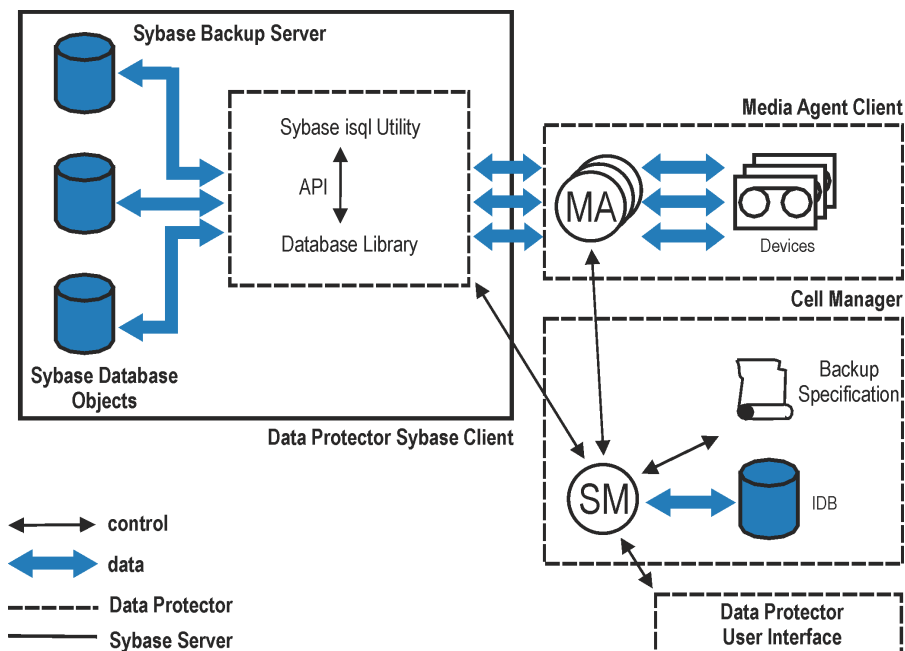 Sybase Backup Server
Sybase isql Utility
API
Database Library
Sybase Database
Objects
Data Protector Sybase Client
Media Agent Client
MA
Devices
Cell Manager
Backup
Specification
SM
IDB
control
data
Data Protector
Sybase Server
Data Protector
User Interface